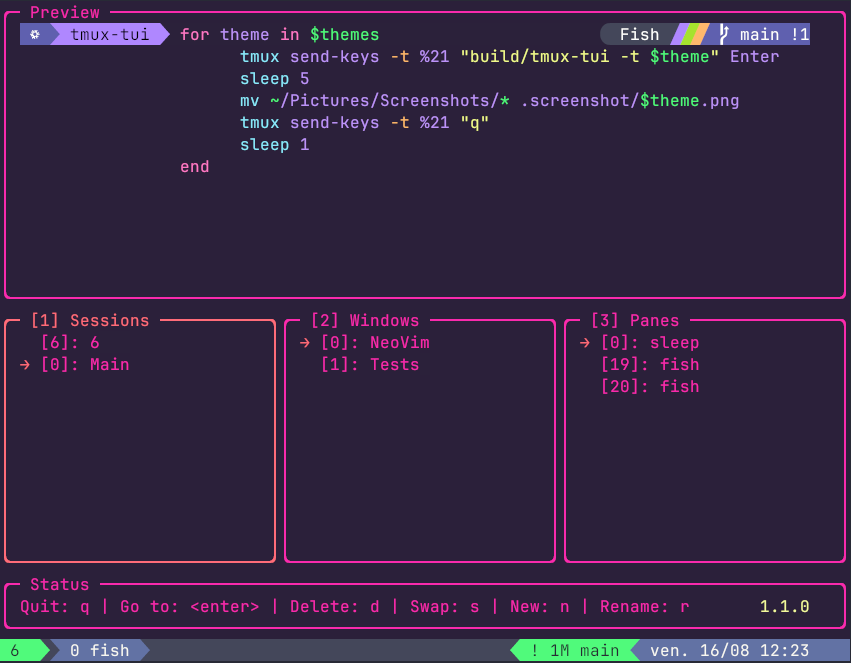 Preview
tmux-tui for theme in $themes Fish main !1
tmux send-keys -t %21 "build/tmux-tui -t $theme" Enter
sleep 5
mv ~/Pictures/Screenshots/* .screenshot/$theme.png
tmux send-keys -t %21 "q"
sleep 1
end
[1] Sessions
[6]: 6
→ [0]: Main
[2] Windows
→ [0]: NeoVim
[1]: Tests
[3] Panes
→ [0]: sleep
[19]: fish
[20]: fish
Status
Quit: q | Go to: <enter> | Delete: d | Swap: s | New: n | Rename: r 1.1.0
6 0 fish ! 1M main ven. 16/08 12:23